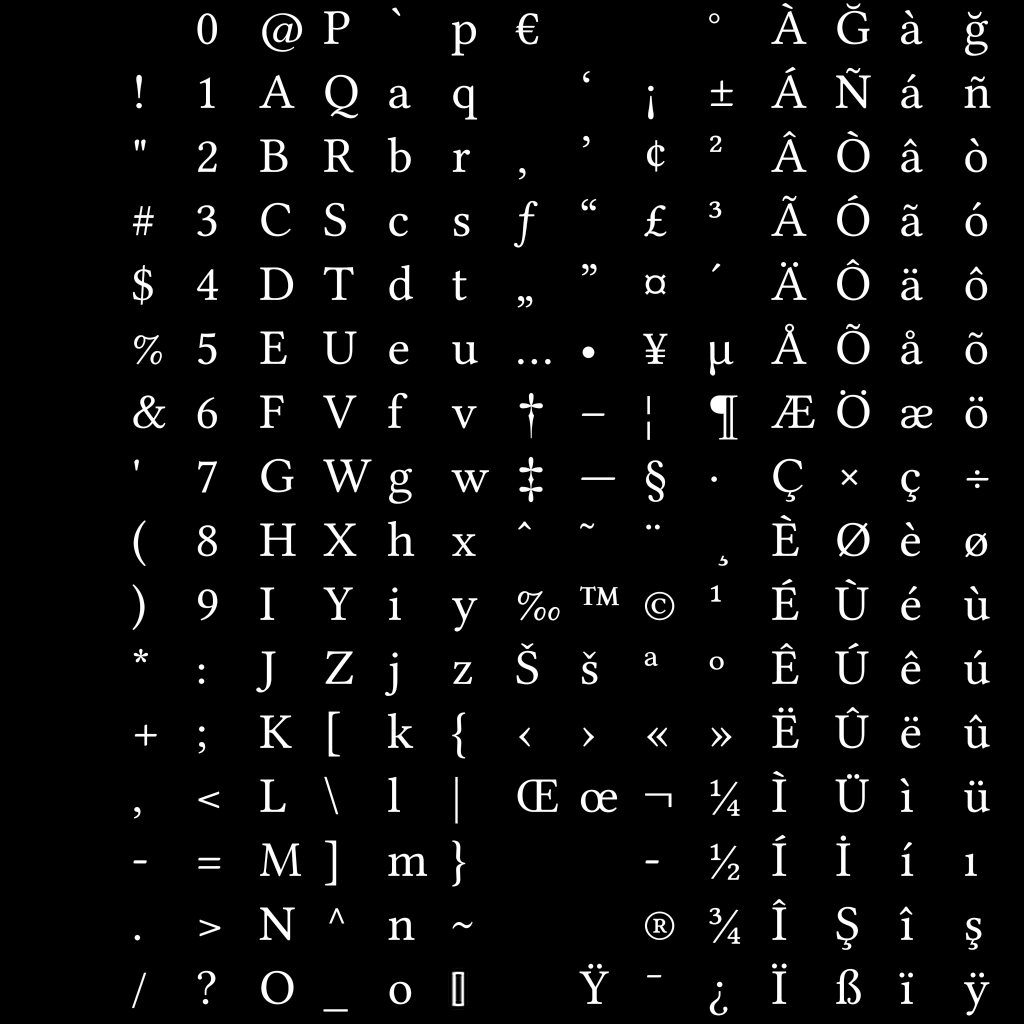 0 @ P ` p € ° À Ğ à ğ
! 1 A Q a q ‘ ¡ ± Á Ñ á ñ
" 2 B R b r ‚ ’ ¢ ² Â Ò â ò
# 3 C S c s ƒ “ £ ³ Ã Ó ã ó
$ 4 D T d t „ ” ¤ ´ Ä Ô ä ô
% 5 E U e u … • ¥ µ Å Õ å õ
& 6 F V f v † – ¦ ¶ Æ Ö æ ö
' 7 G W g w ‡ — § · Ç × ç ÷
( 8 H X h x ˆ ˜ ¨ ¸ È Ø è ø
) 9 I Y i y ‰ ™ © ¹ É Ù é ù
* : J Z j z Š š ª º Ê Ú ê ú
+ ; K [ k { ‹ › « » Ë Û ë û
, < L \ l | Œ œ ¬ ¼ Ì Ü ì ü
- = M ] m } - ½ Í İ í ı
. > N ^ n ~ ® ¾ Î Ş î ş
/ ? O _ o ▯ Ÿ ¯ ¿ Ï ß ï ÿ